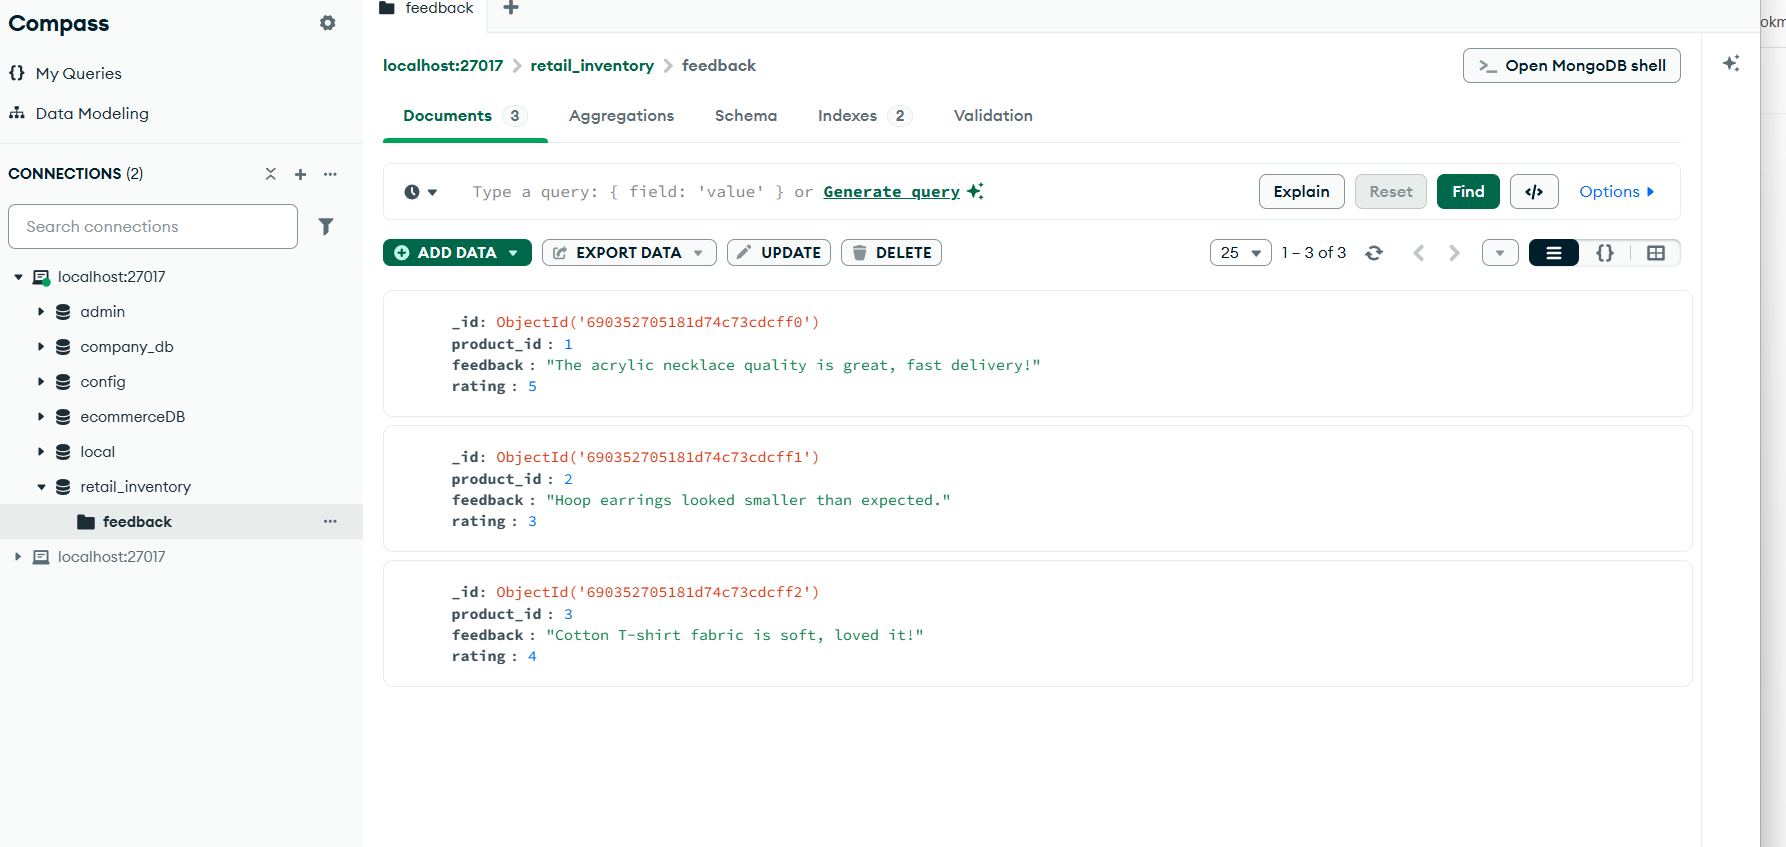 Compass
My Queries
Data Modeling
CONNECTIONS (2)
Search connections
localhost:27017
admin
company_db
config
ecommerceDB
local
retail_inventory
feedback
localhost:27017
feedback
localhost:27017 > retail_inventory > feedback
>_ Open MongoDB shell
Documents 3 Aggregations Schema Indexes 2 Validation
Type a query: { field: 'value' } or Generate query
Explain Reset Find </> Options
ADD DATA EXPORT DATA UPDATE DELETE 25 1 – 3 of 3 {}
_id: ObjectId('690352705181d74c73cdcff0')
product_id : 1
feedback : "The acrylic necklace quality is great, fast delivery!"
rating : 5
_id: ObjectId('690352705181d74c73cdcff1')
product_id : 2
feedback : "Hoop earrings looked smaller than expected."
rating : 3
_id: ObjectId('690352705181d74c73cdcff2')
product_id : 3
feedback : "Cotton T-shirt fabric is soft, loved it!"
rating : 4